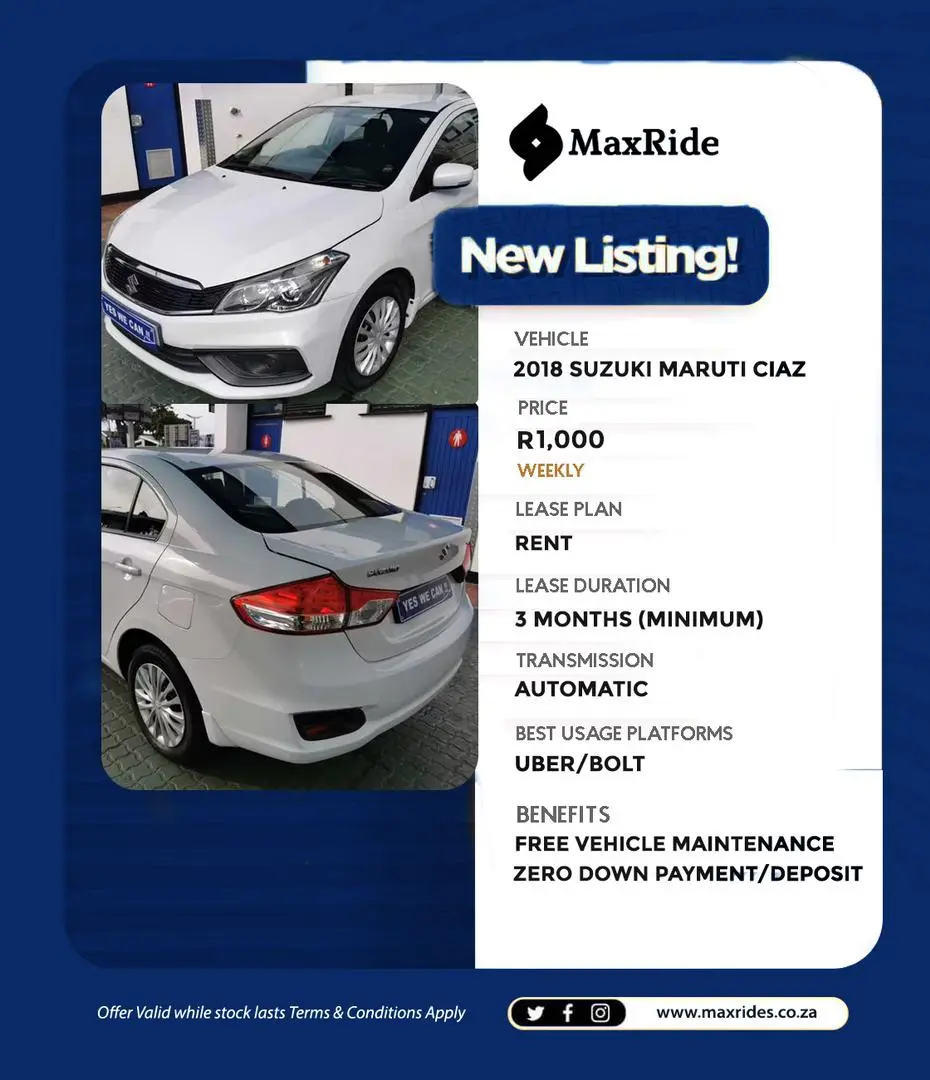 MaxRide
New Listing!
YES WE CAN !!
YES WE CAN !!
VEHICLE
2018 SUZUKI MARUTI CIAZ
PRICE
R1,000
WEEKLY
LEASE PLAN
RENT
LEASE DURATION
3 MONTHS (MINIMUM)
TRANSMISSION
AUTOMATIC
BEST USAGE PLATFORMS
UBER/BOLT
BENEFITS
FREE VEHICLE MAINTENANCE
ZERO DOWN PAYMENT/DEPOSIT
Offer Valid while stock lasts Terms & Conditions Apply
www.maxrides.co.za